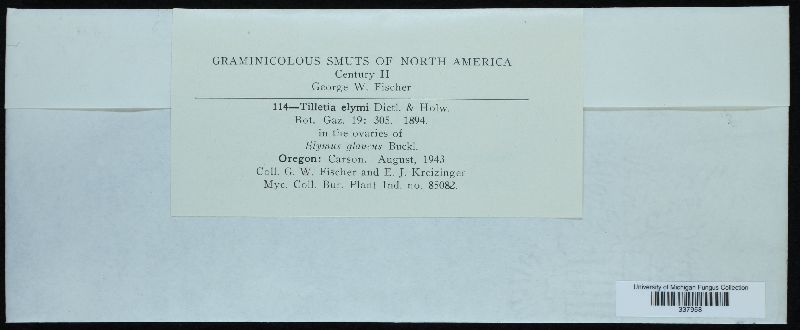 GRAMINICOLOUS SMUTS OF NORTH AMERICA
Century II
George W. Fischer
114—Tilletia elymi Dietl. & Holw.
Bot. Gaz. 19: 305. 1894.
in the ovaries of
Elymus glaucus Buckl.
Oregon: Carson. August, 1943
Coll. G. W. Fischer and E. J. Kreizinger
Myc. Coll. Bur. Plant Ind. no. 85082.
University of Michigan Fungus Collection
337958